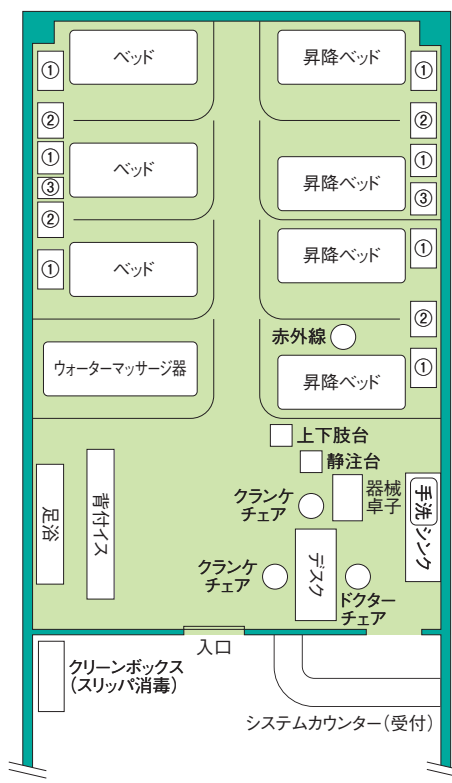 ① ベッド 昇降ベッド ①
② ②
① ベッド 昇降ベッド ①
③ ③
②
① ベッド 昇降ベッド ①
②
赤外線
ウォーターマッサージ器 昇降ベッド ①
上下肢台
静注台
器械
卓子
クランケ
チェア
手洗 シンク
足浴
背付イス
クランケ
チェア
デスク
ドクター
チェア
入口
クリーンボックス
(スリッパ消毒)
システムカウンター(受付)